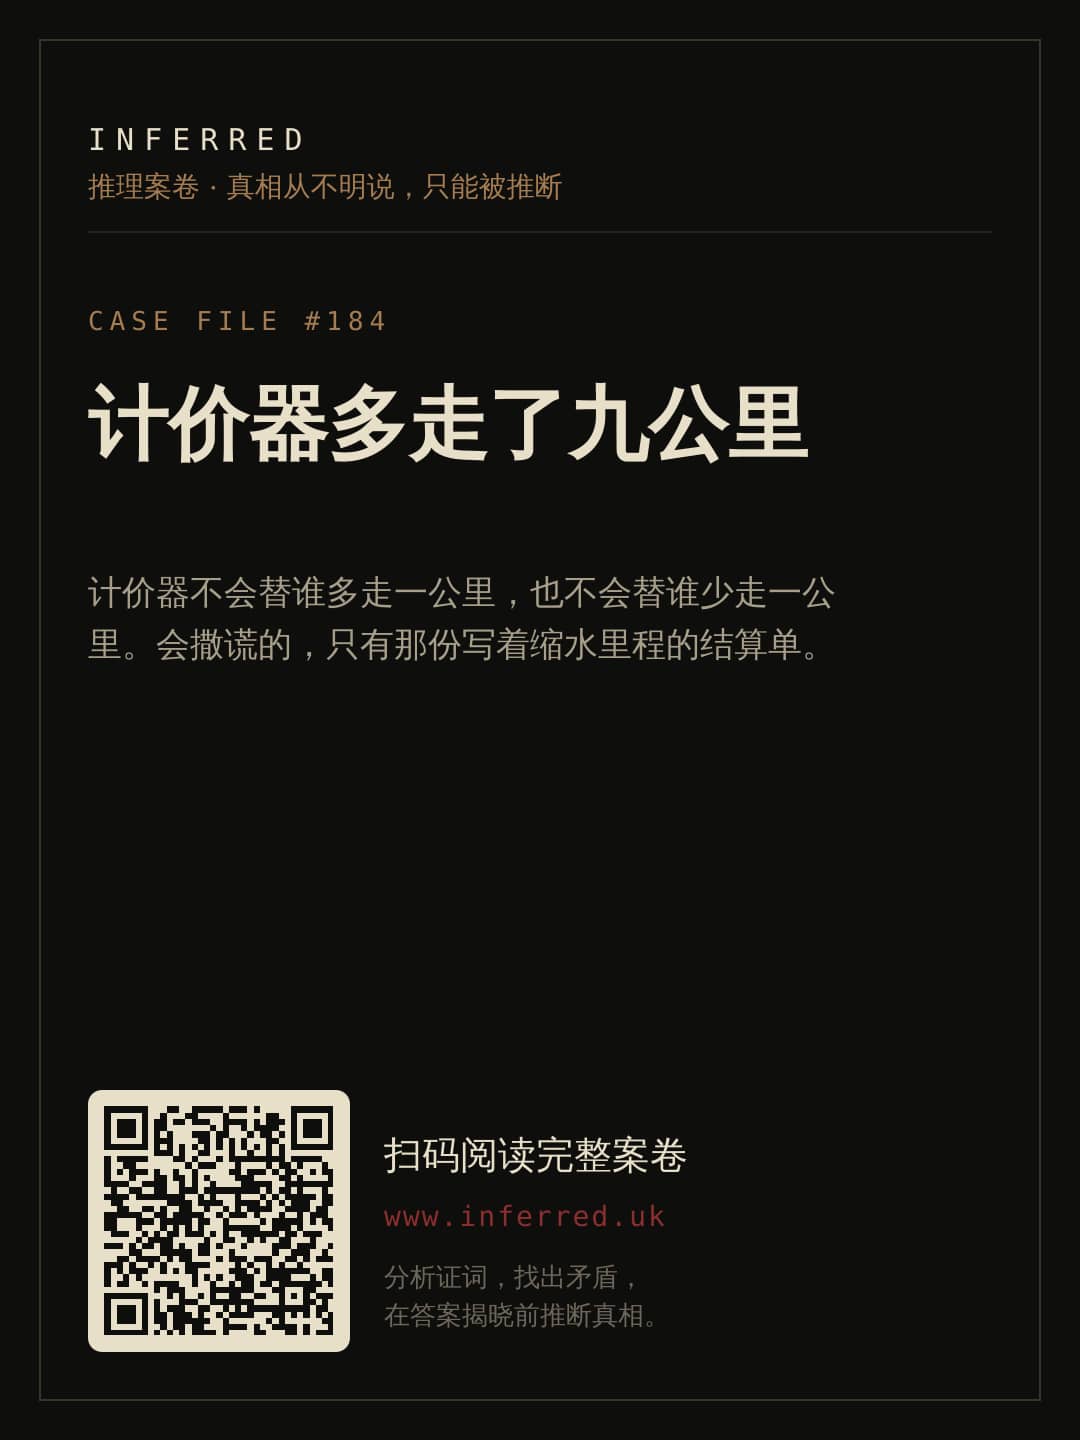 INFERRED
推理案卷 · 真相从不明说，只能被推断
CASE FILE #184
计价器多走了九公里
计价器不会替谁多走一公里，也不会替谁少走一公
里。会撒谎的，只有那份写着缩水里程的结算单。
扫码阅读完整案卷
www.inferred.uk
分析证词，找出矛盾，
在答案揭晓前推断真相。